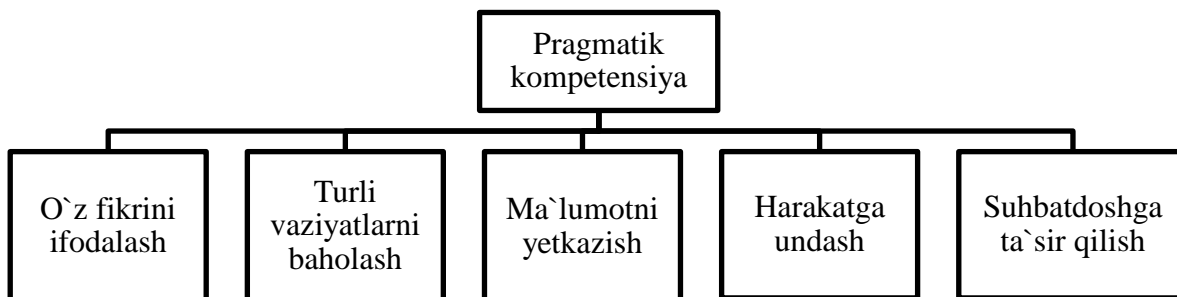 Pragmatik
kompetensiya
O`z fikrini
ifodalash
Turli
vaziyatlarni
baholash
Ma`lumotni
yetkazish
Harakatga
undash
Suhbatdoshga
ta`sir qilish